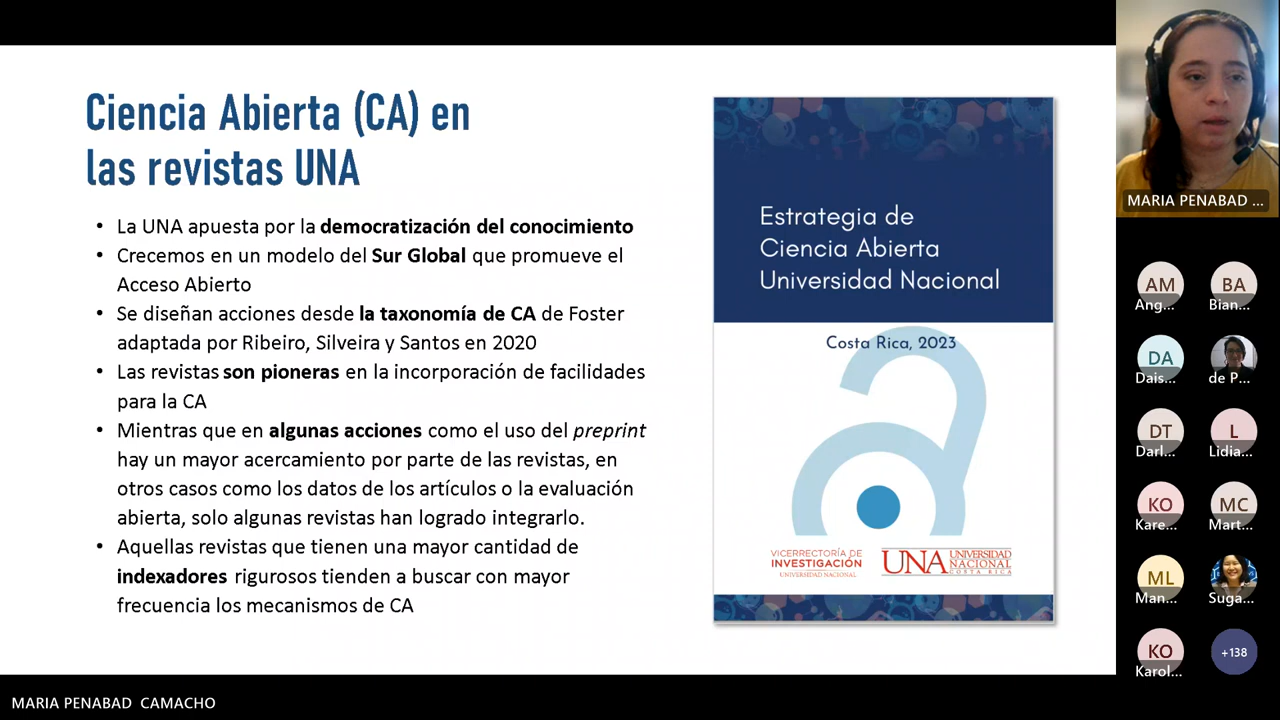 Ciencia Abierta (CA) en
las revistas UNA
• La UNA apuesta por la democratización del conocimiento
• Crecemos en un modelo del Sur Global que promueve el
Acceso Abierto
• Se diseñan acciones desde la taxonomía de CA de Foster
adaptada por Ribeiro, Silveira y Santos en 2020
• Las revistas son pioneras en la incorporación de facilidades
para la CA
• Mientras que en algunas acciones como el uso del preprint
hay un mayor acercamiento por parte de las revistas, en
otros casos como los datos de los artículos o la evaluación
abierta, solo algunas revistas han logrado integrarlo.
• Aquellas revistas que tienen una mayor cantidad de
indexadores rigurosos tienden a buscar con mayor
frecuencia los mecanismos de CA
Estrategia de
Ciencia Abierta
Universidad Nacional
Costa Rica, 2023
VICERRECTORÍA DE
INVESTIGACIÓN
UNIVERSIDAD NACIONAL
UNA
UNIVERSIDAD
NACIONAL
COSTA RICA
MARIA PENABAD ...
AM
Ang...
BA
Bian...
DA
Dais...
de P...
DT
Darl...
L
Lidia...
KO
Kare...
MC
Mart...
ML
Man...
Suga...
KO
Karol...
+138
MARIA PENABAD CAMACHO